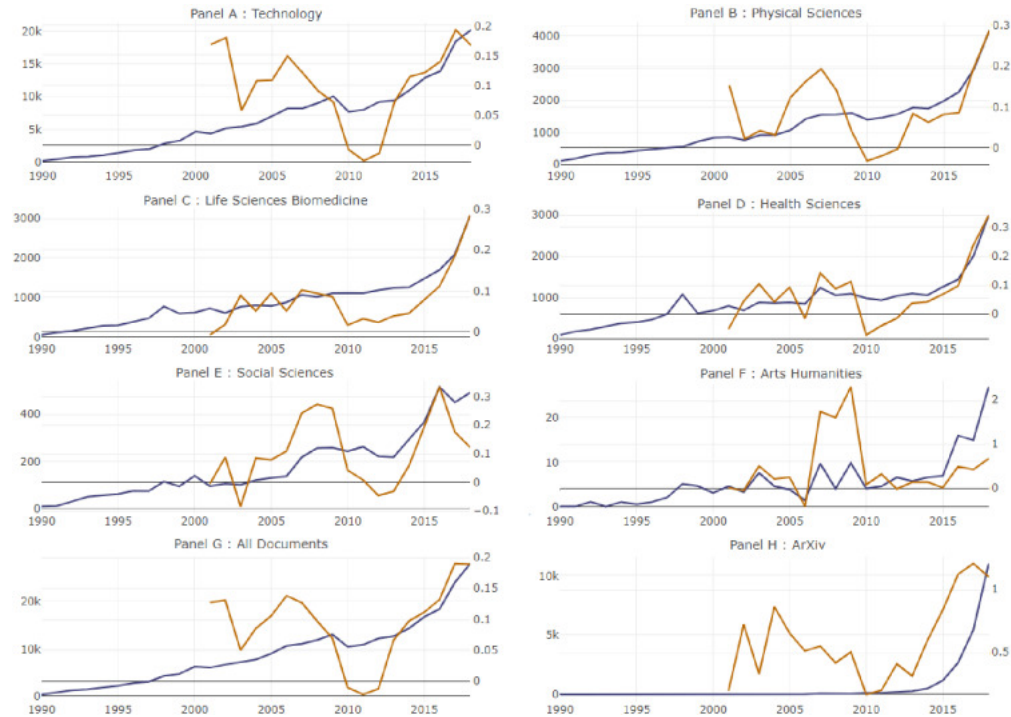 Panel A : Technology
20k
15k
10k
5k
0
0.2
0.15
0.1
0.05
0
1990 1995 2000 2005 2010 2015
Panel B : Physical Sciences
4000
3000
2000
1000
0
0.3
0.2
0.1
0
1990 1995 2000 2005 2010 2015
Panel C : Life Sciences Biomedicine
3000
2000
1000
0
0.3
0.2
0.1
0
1990 1995 2000 2005 2010 2015
Panel D : Health Sciences
3000
2000
1000
0
0.3
0.2
0.1
0
1990 1995 2000 2005 2010 2015
Panel E : Social Sciences
400
200
0
0.3
0.2
0.1
0
−0.1
1990 1995 2000 2005 2010 2015
Panel F : Arts Humanities
20
10
0
2
1
0
1990 1995 2000 2005 2010 2015
Panel G : All Documents
20k
10k
0
0.2
0.15
0.1
0.05
0
1990 1995 2000 2005 2010 2015
Panel H : ArXiv
10k
5k
0
1
0.5
0
1990 1995 2000 2005 2010 2015